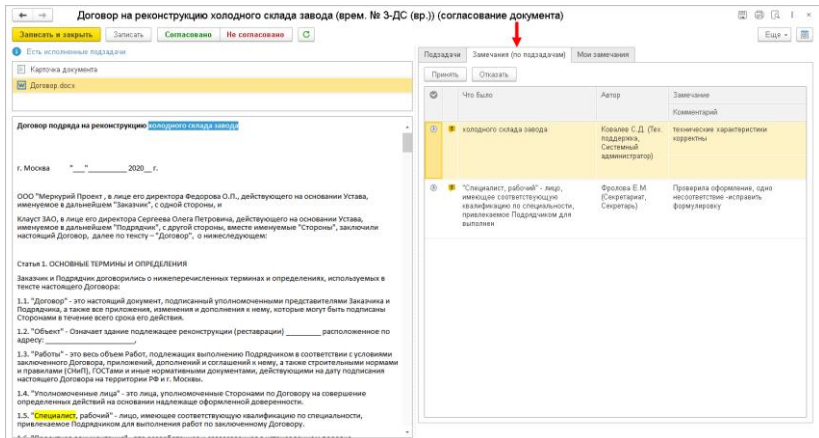 Договор на реконструкцию холодного склада завода (врем. № 3-ДС (вр.)) (согласование документа)
Записать и закрыть Записать Согласовано Не согласовано Еще
Есть исполненные подзадачи
Карточка документа
Договор.docx
Договор подряда на реконструкцию холодного склада завода
г. Москва "___"__________ 2020__г.
ООО "Меркурий Проект , в лице его директора Федорова О.П., действующего на основании Устава,
именуемое в дальнейшем "Заказчик", с одной стороны, и
Клауст ЗАО, в лице его директора Сергеева Олега Петровича, действующего на основании Устава,
именуемое в дальнейшем "Подрядчик", с другой стороны, вместе именуемые "Стороны", заключили
настоящий Договор, далее по тексту – "Договор", о нижеследующем:
Статья 1. ОСНОВНЫЕ ТЕРМИНЫ И ОПРЕДЕЛЕНИЯ
Заказчик и Подрядчик договорились о нижеперечисленных терминах и определениях, используемых в
тексте настоящего Договора:
1.1. "Договор" - это настоящий документ, подписанный уполномоченными представителями Заказчика и
Подрядчика, а также все приложения, изменения и дополнения к нему, которые могут быть подписаны
Сторонами в течение всего срока его действия.
1.2. "Объект" - Означает здание подлежащее реконструкции (реставрации) _________ расположенное по
адресу: _______________________,
1.3. "Работы" - это весь объем Работ, подлежащих выполнению Подрядчиком в соответствии с условиями
заключенного Договора, приложений, дополнений и соглашений к нему, а также строительными нормами
и правилами (СНиП), ГОСТами и иные нормативными документами, действующими на дату подписания
настоящего Договора на территории РФ и г. Москвы.
1.4. "Уполномоченные лица" - это лица, уполномоченные Сторонами по Договору на совершение
определенных действий на основании надлежаще оформленной доверенности.
1.5. "Специалист, рабочий" - лицо, имеющее соответствующую квалификацию по специальности,
привлекаемое Подрядчиком для выполнения работ по заключенному Договору.
Подзадачи Замечания (по подзадачам) Мои замечания
Принять Отказать
Что было Автор Замечание
Комментарий
холодного склада завода Ковалев С.Д. (Тех. технические характеристики
поддержка, корректны
Системный
администратор)
"Специалист, рабочий" - лицо, Фролова Е.М. Проверила оформление, одно
имеющее соответствующую (Секретариат, несоответствие -исправить
квалификацию по специальности, Секретарь) формулировку
привлекаемое Подрядчиком для
выполнен